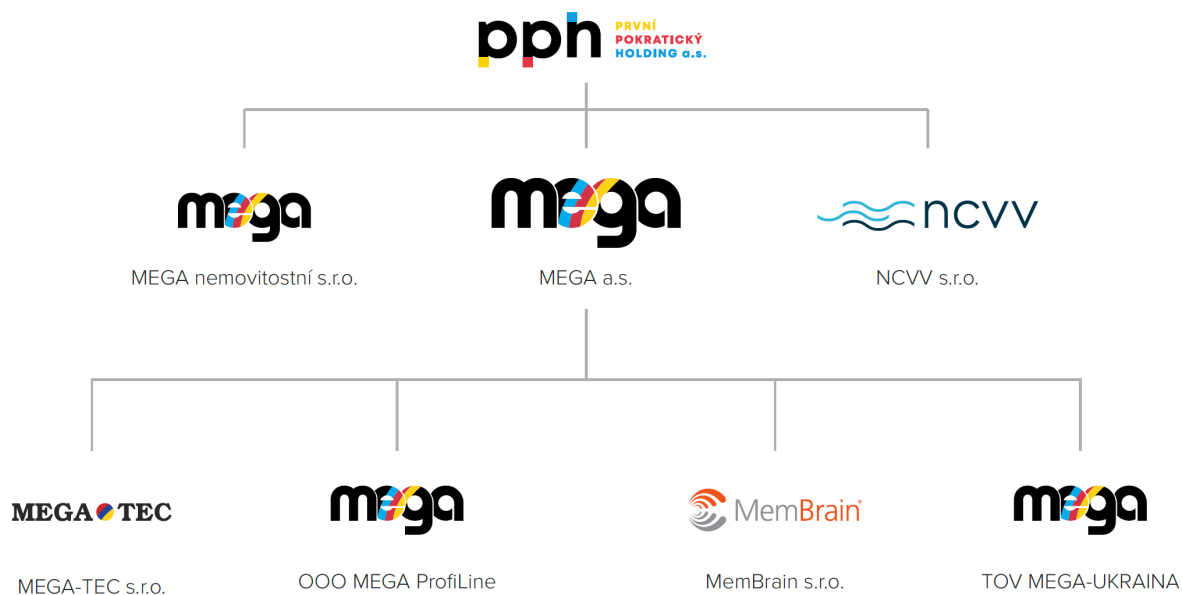 pph
PRVNÍ
POKRATICKÝ
HOLDING a.s.
mega
mega
ncvv
MEGA nemovitostní s.r.o.
MEGA a.s.
NCVV s.r.o.
MEGA TEC
mega
MemBrain®
mega
MEGA-TEC s.r.o.
OOO MEGA ProfiLine
MemBrain s.r.o.
TOV MEGA-UKRAINA